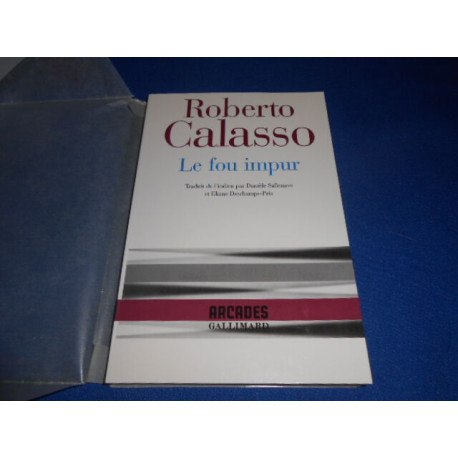 Roberto
Calasso
Le fou impur
Traduit de l'italien par Danièle Sallenave
et Éliane Deschamps-Pria
ARCADES
GALLIMARD